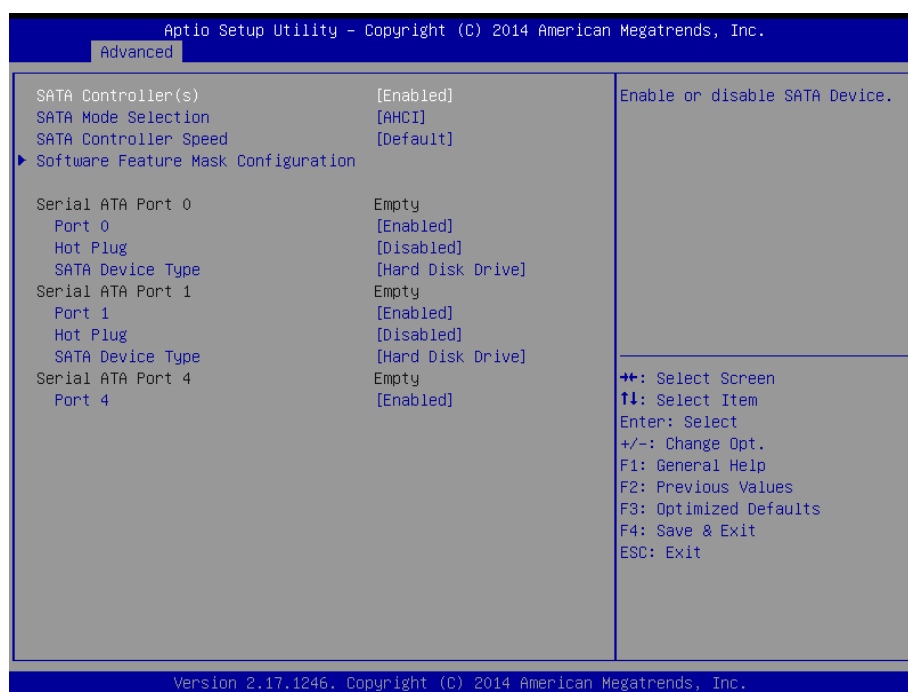 Aptio Setup Utility – Copyright (C) 2014 American Megatrends, Inc.
Advanced
SATA Controller(s) [Enabled]
SATA Mode Selection [AHCI]
SATA Controller Speed [Default]
Software Feature Mask Configuration
Serial ATA Port 0 Empty
Port 0 [Enabled]
Hot Plug [Disabled]
SATA Device Type [Hard Disk Drive]
Serial ATA Port 1 Empty
Port 1 [Enabled]
Hot Plug [Disabled]
SATA Device Type [Hard Disk Drive]
Serial ATA Port 4 Empty
Port 4 [Enabled]
Enable or disable SATA Device.
→←: Select Screen
↑↓: Select Item
Enter: Select
+/-: Change Opt.
F1: General Help
F2: Previous Values
F3: Optimized Defaults
F4: Save & Exit
ESC: Exit
Version 2.17.1246. Copyright (C) 2014 American Megatrends, Inc.